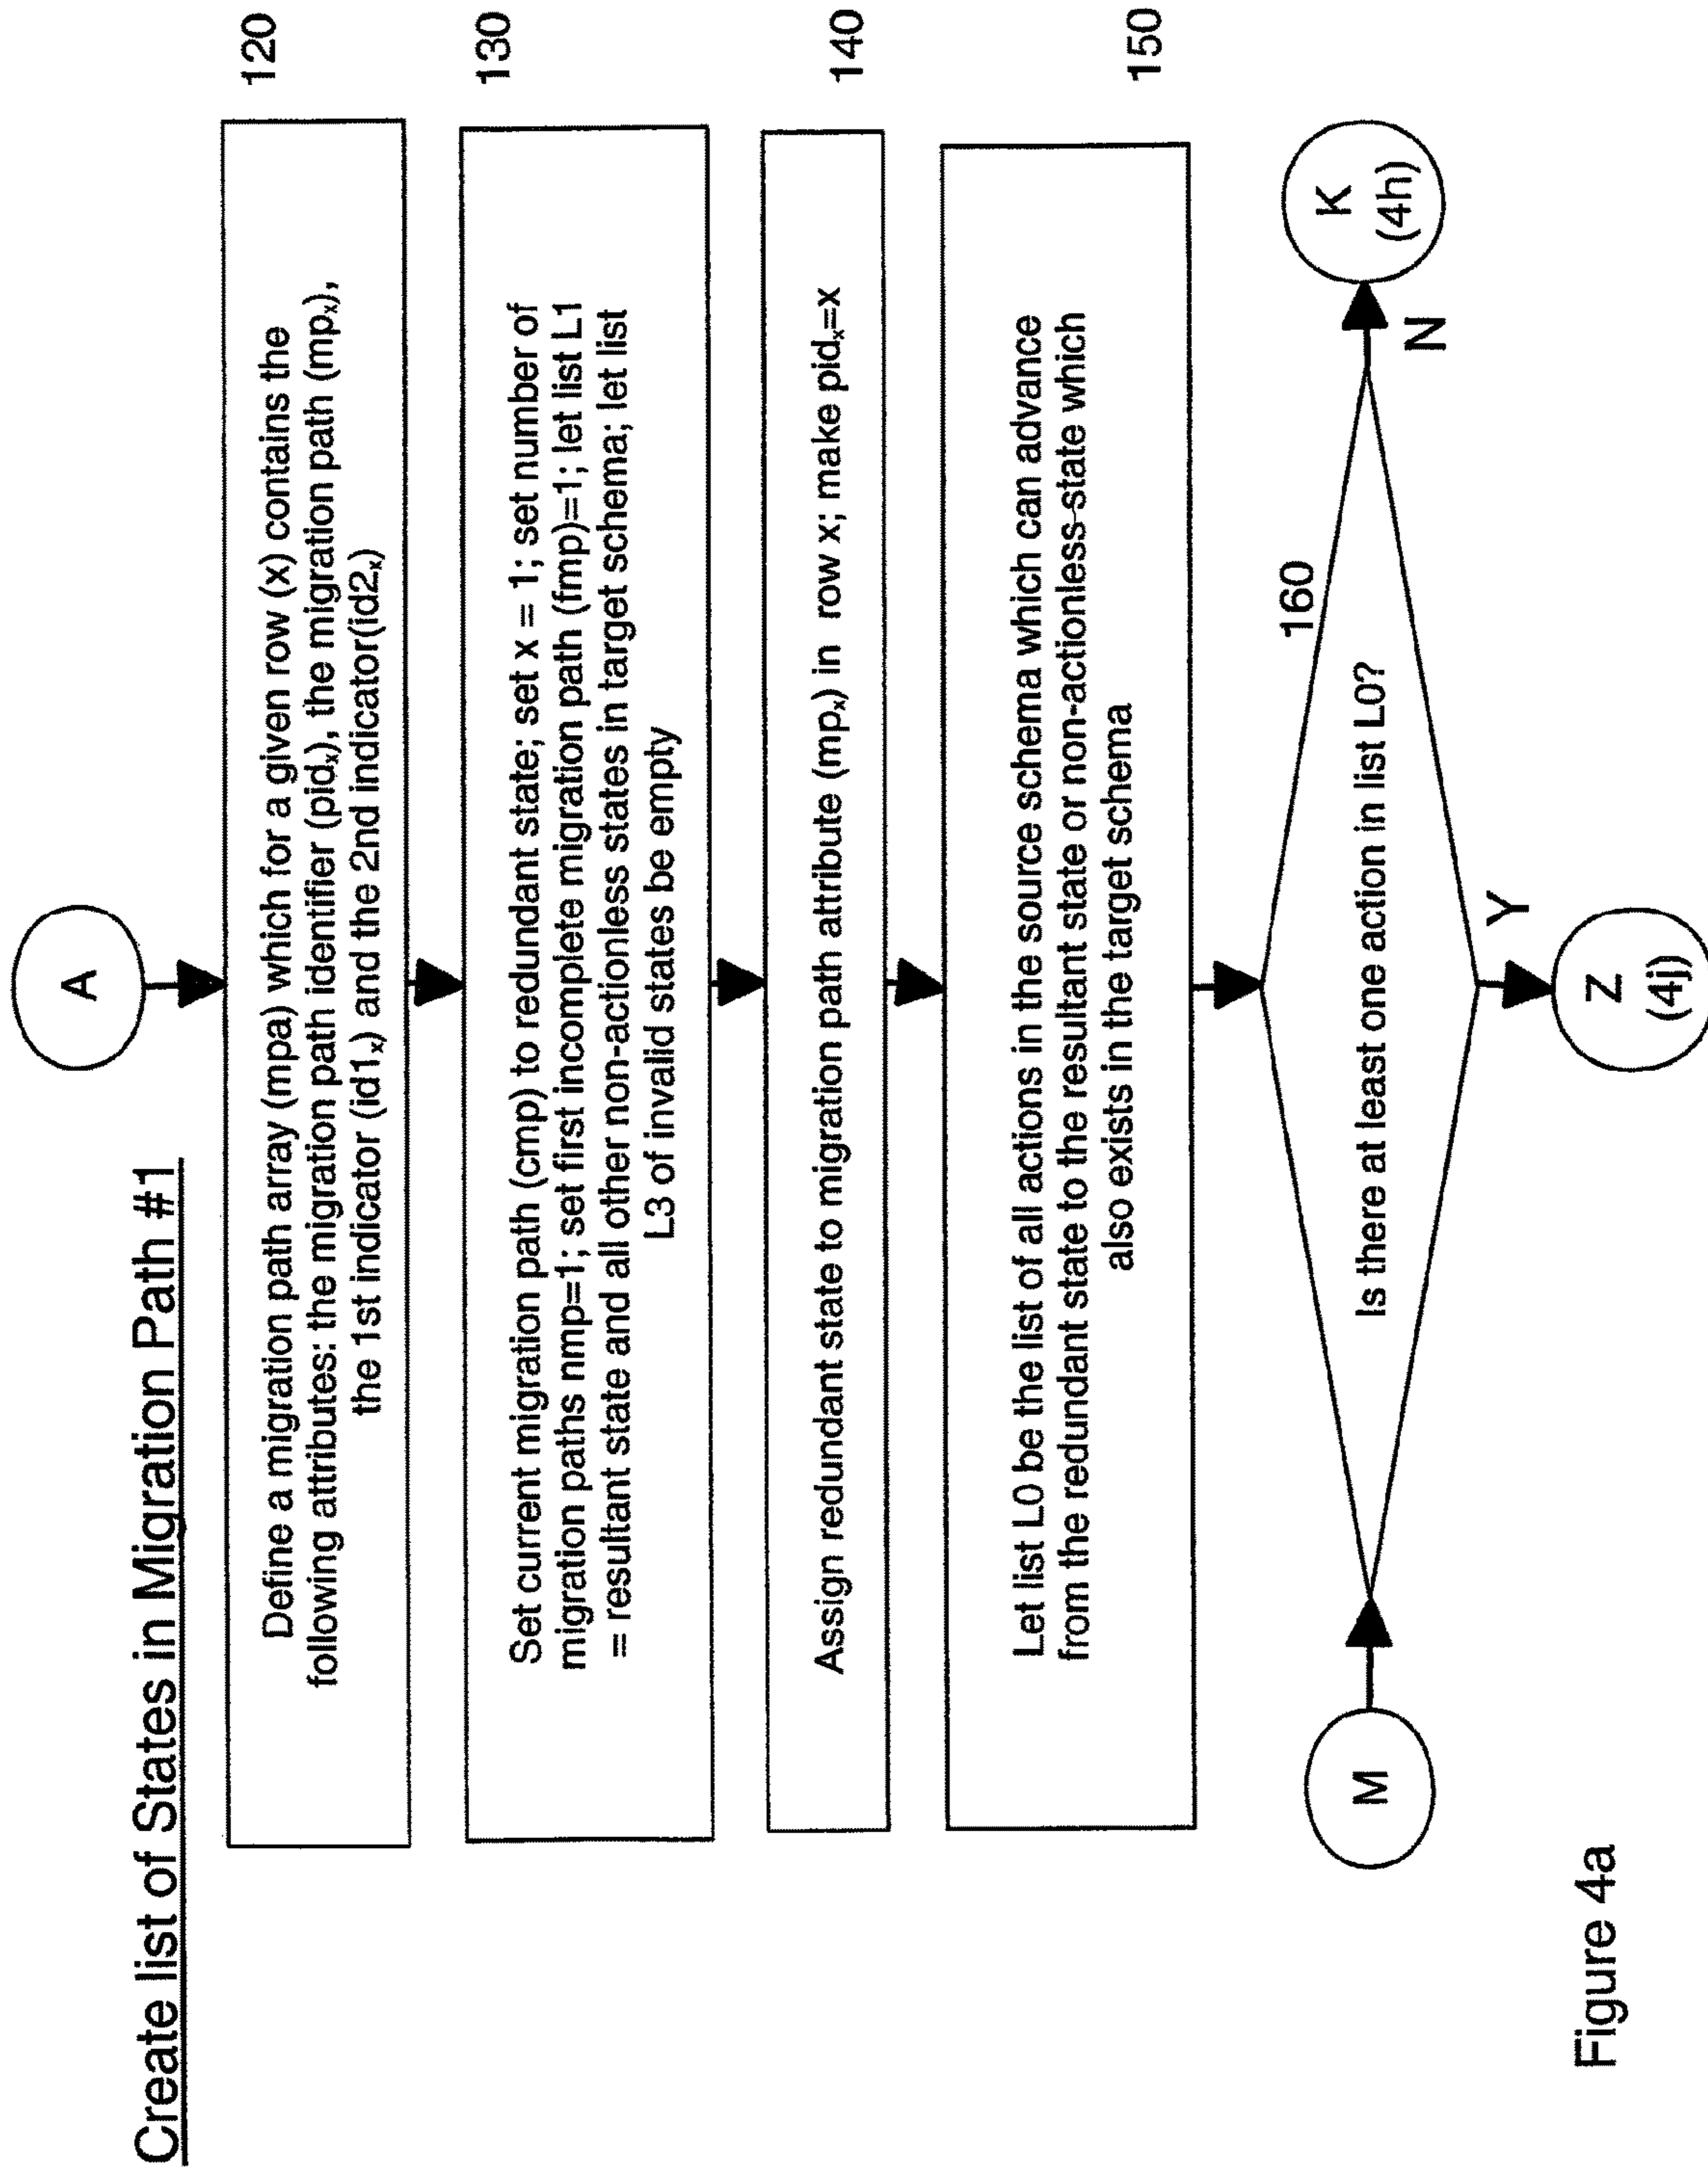 Create list of States in Migration Path #1
A
Define a migration path array (mpa) which for a given row (x) contains the
following attributes: the migration path identifier (pidₓ), the migration path (mpₓ),
the 1st indicator (id1ₓ) and the 2nd indicator(id2ₓ)
120
Set current migration path (cmp) to redundant state; set x = 1; set number of
migration paths nmp=1; set first incomplete migration path (fmp)=1; let list L1
= resultant state and all other non-actionless states in target schema; let list
L3 of invalid states be empty
130
Assign redundant state to migration path attribute (mpₓ) in row x; make pidₓ=x
140
Let list L0 be the list of all actions in the source schema which can advance
from the redundant state to the resultant state or non-actionless state which
also exists in the target schema
150
160
M
Is there at least one action in list L0?
N
K
(4h)
Y
Z
(4j)
Figure 4a